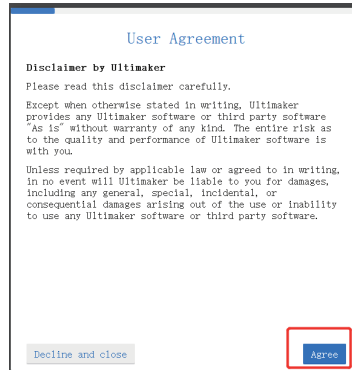 User Agreement
Disclaimer by Ultimaker
Please read this disclaimer carefully.
Except when otherwise stated in writing, Ultimaker
provides any Ultimaker software or third party software
"As is" without warranty of any kind. The entire risk as
to the quality and performance of Ultimaker software is
with you.
Unless required by applicable law or agreed to in writing,
in no event will Ultimaker be liable to you for damages,
including any general, special, incidental, or
consequential damages arising out of the use or inability
to use any Ultimaker software or third party software.
Decline and close
Agree